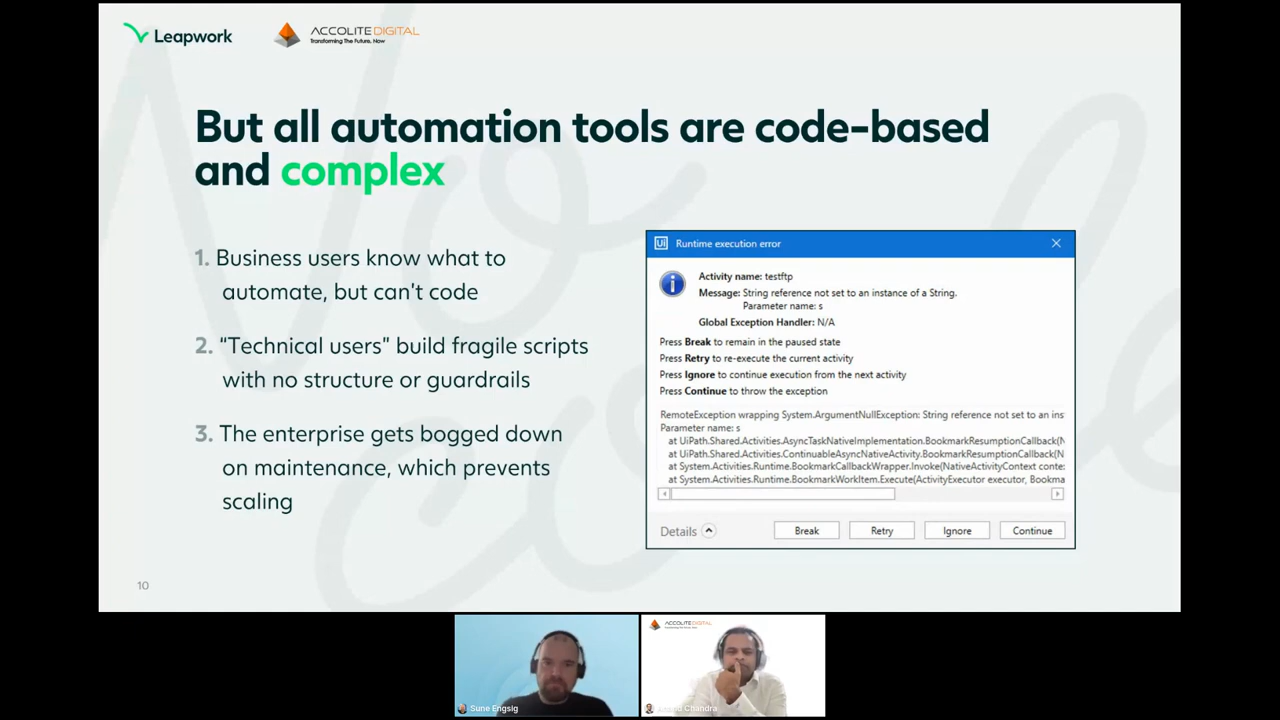 Leapwork
ACCOLITE DIGITAL
Transforming The Future, Now
But all automation tools are code-based
and complex
1. Business users know what to
automate, but can't code
2. “Technical users” build fragile scripts
with no structure or guardrails
3. The enterprise gets bogged down
on maintenance, which prevents
scaling
Ui Runtime execution error
Activity name: testftp
Message: String reference not set to an instance of a String.
Parameter name: s
Global Exception Handler: N/A
Press Break to remain in the paused state
Press Retry to re-execute the current activity
Press Ignore to continue execution from the next activity
Press Continue to throw the exception
RemoteException wrapping System.ArgumentNullException: String reference not set to an ins
Parameter name: s
at UiPath.Shared.Activities.AsyncTaskNativeImplementation.BookmarkResumptionCallback(N
at UiPath.Shared.Activities.ContinuableAsyncNativeActivity.BookmarkResumptionCallback(N
at System.Activities.Runtime.BookmarkCallbackWrapper.Invoke(NativeActivityContext conte
at System.Activities.Runtime.BookmarkWorkItem.Execute(ActivityExecutor executor, Bookma
Details
Break
Retry
Ignore
Continue
10
ACCOLITE DIGITAL
Sune Engsig
Chandra